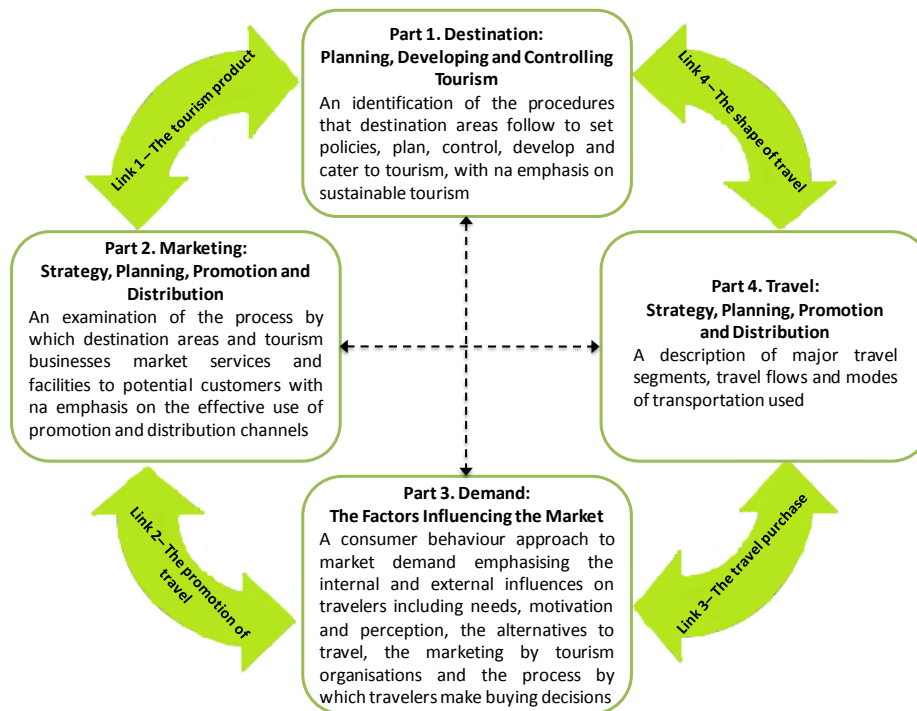 Part 1. Destination:
Planning, Developing and Controlling
Tourism
An identification of the procedures
that destination areas follow to set
policies, plan, control, develop and
cater to tourism, with na emphasis on
sustainable tourism
Link 1 – The tourism product
Link 4 – The shape of travel
Part 2. Marketing:
Strategy, Planning, Promotion and
Distribution
An examination of the process by
which destination areas and tourism
businesses market services and
facilities to potential customers with
na emphasis on the effective use of
promotion and distribution channels
Part 4. Travel:
Strategy, Planning, Promotion
and Distribution
A description of major travel
segments, travel flows and modes
of transportation used
Link 2– The promotion of
travel
Link 3– The travel purchase
Part 3. Demand:
The Factors Influencing the Market
A consumer behaviour approach to
market demand emphasising the
internal and external influences on
travelers including needs, motivation
and perception, the alternatives to
travel, the marketing by tourism
organisations and the process by
which travelers make buying decisions